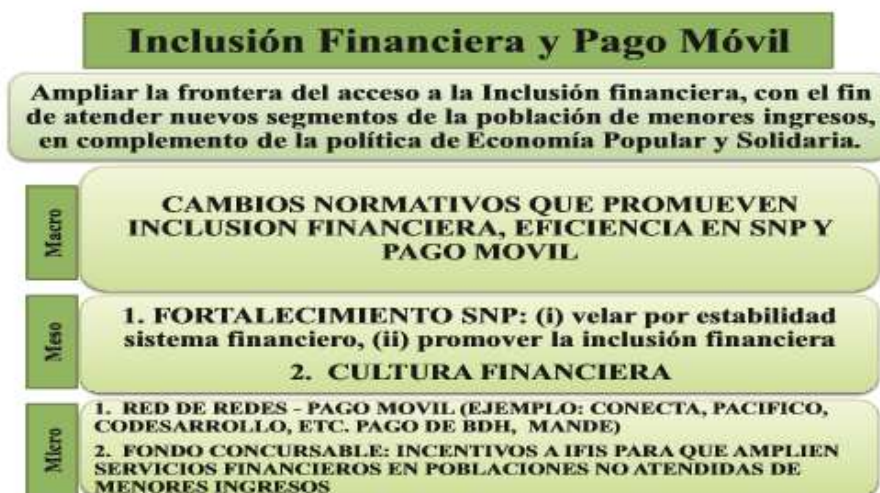 Inclusión Financiera y Pago Móvil
Ampliar la frontera del acceso a la Inclusión financiera, con el fin
de atender nuevos segmentos de la población de menores ingresos,
en complemento de la política de Economía Popular y Solidaria.
Macro
CAMBIOS NORMATIVOS QUE PROMUEVEN
INCLUSION FINANCIERA, EFICIENCIA EN SNP Y
PAGO MOVIL
Meso
1. FORTALECIMIENTO SNP: (i) velar por estabilidad
sistema financiero, (ii) promover la inclusión financiera
2. CULTURA FINANCIERA
Micro
1. RED DE REDES - PAGO MOVIL (EJEMPLO: CONECTA, PACIFICO,
CODESARROLLO, ETC. PAGO DE BDH, MANDE)
2. FONDO CONCURSABLE: INCENTIVOS A IFIS PARA QUE AMPLIEN
SERVICIOS FINANCIEROS EN POBLACIONES NO ATENDIDAS DE
MENORES INGRESOS